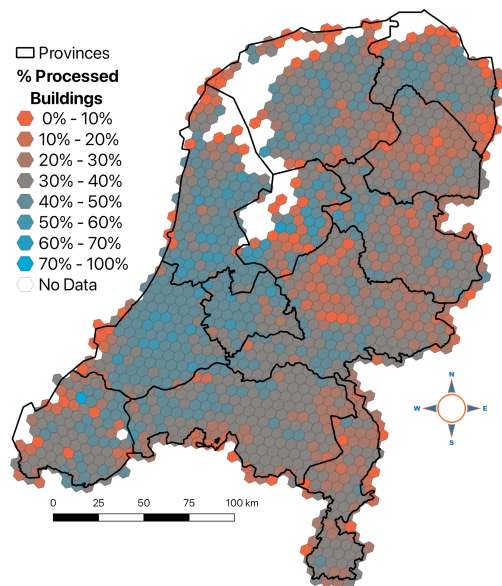 Provinces
% Processed
Buildings
0% - 10%
10% - 20%
20% - 30%
30% - 40%
40% - 50%
50% - 60%
60% - 70%
70% - 100%
No Data
N
W E
S
0 25 50 75 100 km